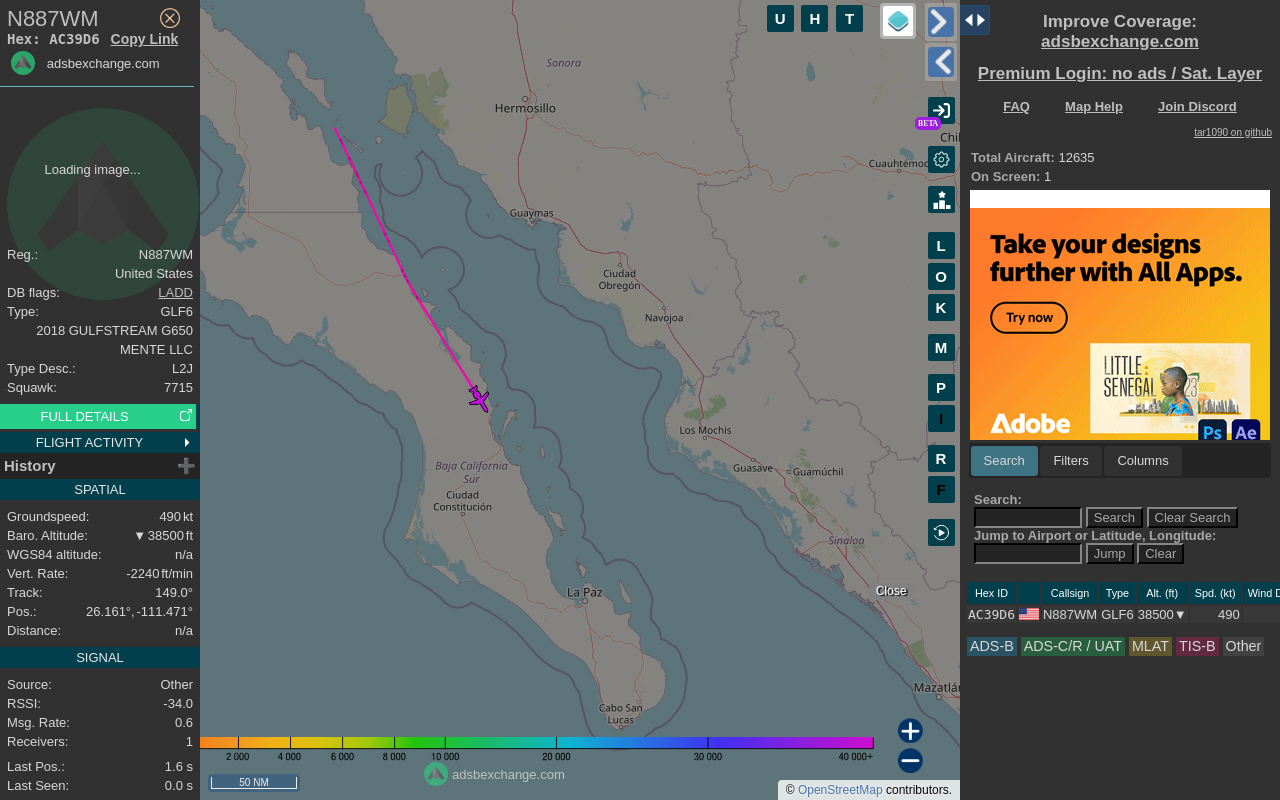 N887WM
Hex: AC39D6 Copy Link
adsbexchange.com
Loading image...
Reg.: N887WM
United States
DB flags: LADD
Type: GLF6
2018 GULFSTREAM G650
MENTE LLC
Type Desc.: L2J
Squawk: 7715
FULL DETAILS
FLIGHT ACTIVITY
History
SPATIAL
Groundspeed: 490 kt
Baro. Altitude: ▼ 38500 ft
WGS84 altitude: n/a
Vert. Rate: -2240 ft/min
Track: 149.0°
Pos.: 26.161°, -111.471°
Distance: n/a
SIGNAL
Source: Other
RSSI: -34.0
Msg. Rate: 0.6
Receivers: 1
Last Pos.: 1.6 s
Last Seen: 0.0 s
U H T
Sonora
Hermosillo
BETA
Chi
Cuauhtémoc
Guaymas
Ciudad
Obregón
Navojoa
Los Mochis
Guasave
Guamúchil
Baja California
Sur
Ciudad
Constitución
Sinaloa
La Paz
Close
Mazatlán
Cabo San
Lucas
L
O
K
M
P
I
R
F
2 000 4 000 6 000 8 000 10 000 20 000 30 000 40 000+
adsbexchange.com
50 NM
© OpenStreetMap contributors.
Improve Coverage:
adsbexchange.com
Premium Login: no ads / Sat. Layer
FAQ Map Help Join Discord
tar1090 on github
Total Aircraft: 12635
On Screen: 1
Take your designs
further with All Apps.
Try now
LITTLE
SENEGAL
23
Adobe
Ps Ae
Search Filters Columns
Search:
Search Clear Search
Jump to Airport or Latitude, Longitude:
Jump Clear
Hex ID Callsign Type Alt. (ft) Spd. (kt) Wind D
AC39D6 N887WM GLF6 38500▼ 490
ADS-B ADS-C/R / UAT MLAT TIS-B Other